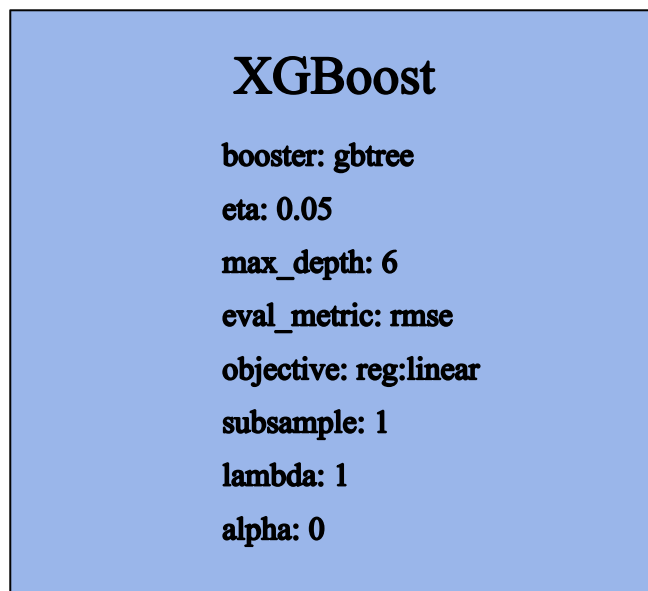 XGBoost
booster: gbtree
eta: 0.05
max_depth: 6
eval_metric: rmse
objective: reg:linear
subsample: 1
lambda: 1
alpha: 0